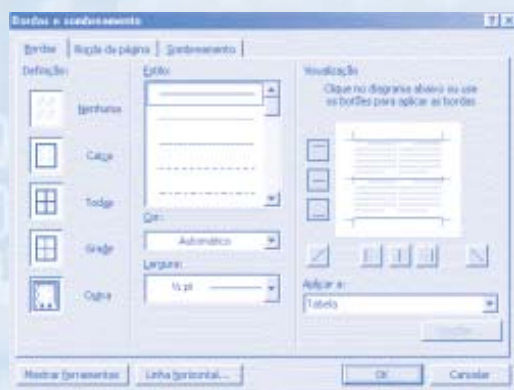 Bordas e sombreamento
Bordas
Borda da página
Sombreamento
Definição:
Nenhuma
Caixa
Todas
Grade
Outra
Estilo:
Cor:
Automático
Largura:
½ pt
Visualização
Clique no diagrama abaixo ou use
os botões para aplicar as bordas
Aplicar a:
Tabela
Mostrar ferramentas
Linha horizontal...
OK
Cancelar